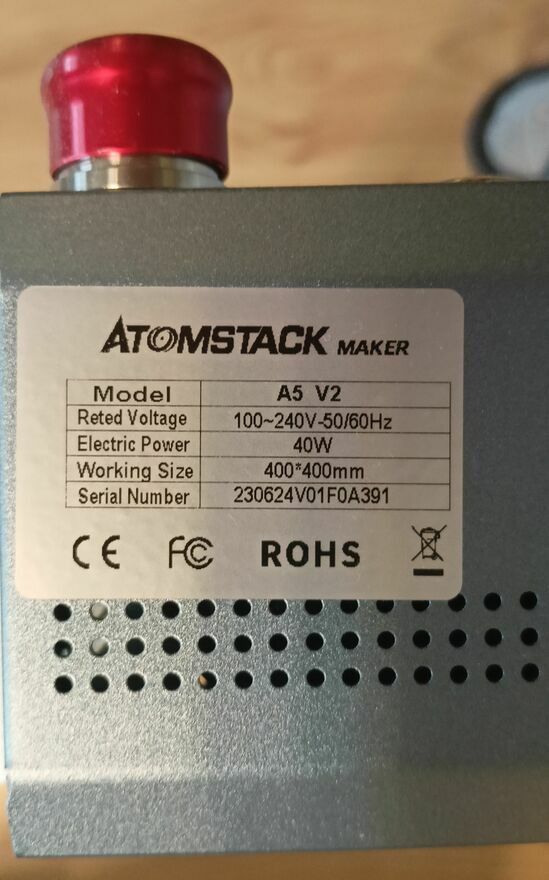 ATOMSTACK MAKER
Model A5 V2
Reted Voltage 100~240V-50/60Hz
Electric Power 40W
Working Size 400*400mm
Serial Number 230624V01F0A391
CE FC ROHS